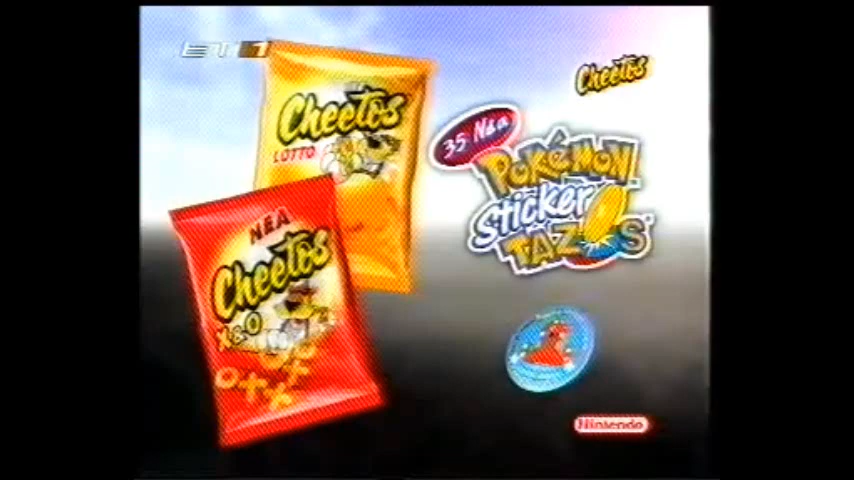 ET1
Cheetos
LOTTO
ΝΕΑ
Cheetos
X&O
Cheetos
35 Νέα
POKéMON
Sticker
TAZOS
Nintendo